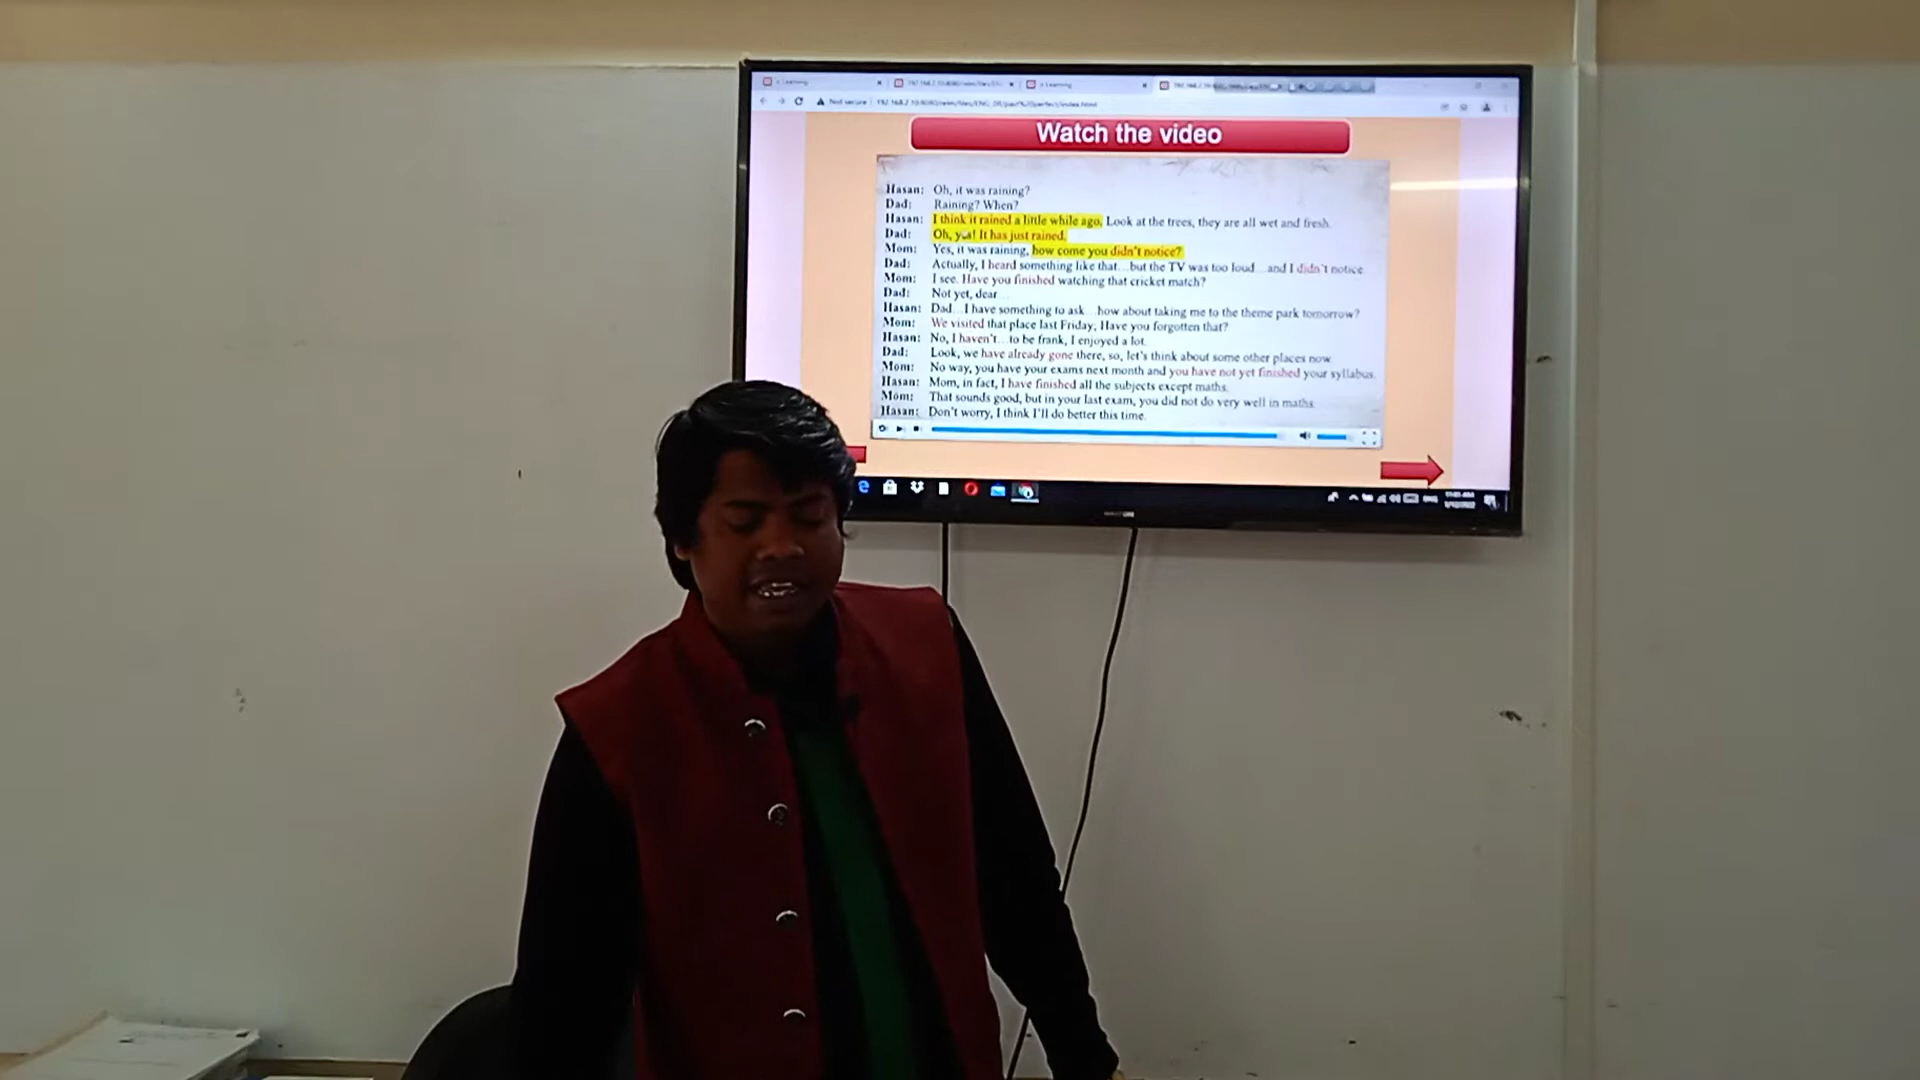 Not secure
Watch the video
Hasan: Oh, it was raining?
Dad: Raining? When?
Hasan: I think it rained a little while ago. Look at the trees, they are all wet and fresh.
Dad: Oh, yes! It has just rained.
Mom: Yes, it was raining, how come you didn't notice?
Dad: Actually, I heard something like that...but the TV was too loud...and I didn't notice.
Mom: I see. Have you finished watching that cricket match?
Dad: Not yet, dear...
Hasan: Dad...I have something to ask...how about taking me to the theme park tomorrow?
Mom: We visited that place last Friday; Have you forgotten that?
Hasan: No, I haven't...to be frank, I enjoyed a lot.
Dad: Look, we have already gone there, so, let's think about some other places now.
Mom: No way, you have your exams next month and you have not yet finished your syllabus.
Hasan: Mom, in fact, I have finished all the subjects except maths.
Mom: That sounds good, but in your last exam, you did not do very well in maths.
Hasan: Don't worry, I think I'll do better this time.